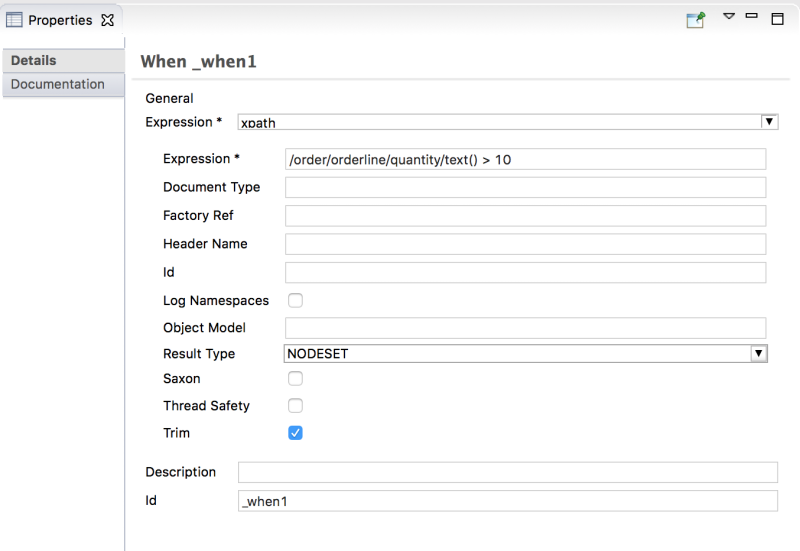 Properties
Details
Documentation
When _when1
General
Expression * xpath
Expression * /order/orderline/quantity/text() > 10
Document Type
Factory Ref
Header Name
Id
Log Namespaces
Object Model
Result Type NODESET
Saxon
Thread Safety
Trim
Description
Id _when1